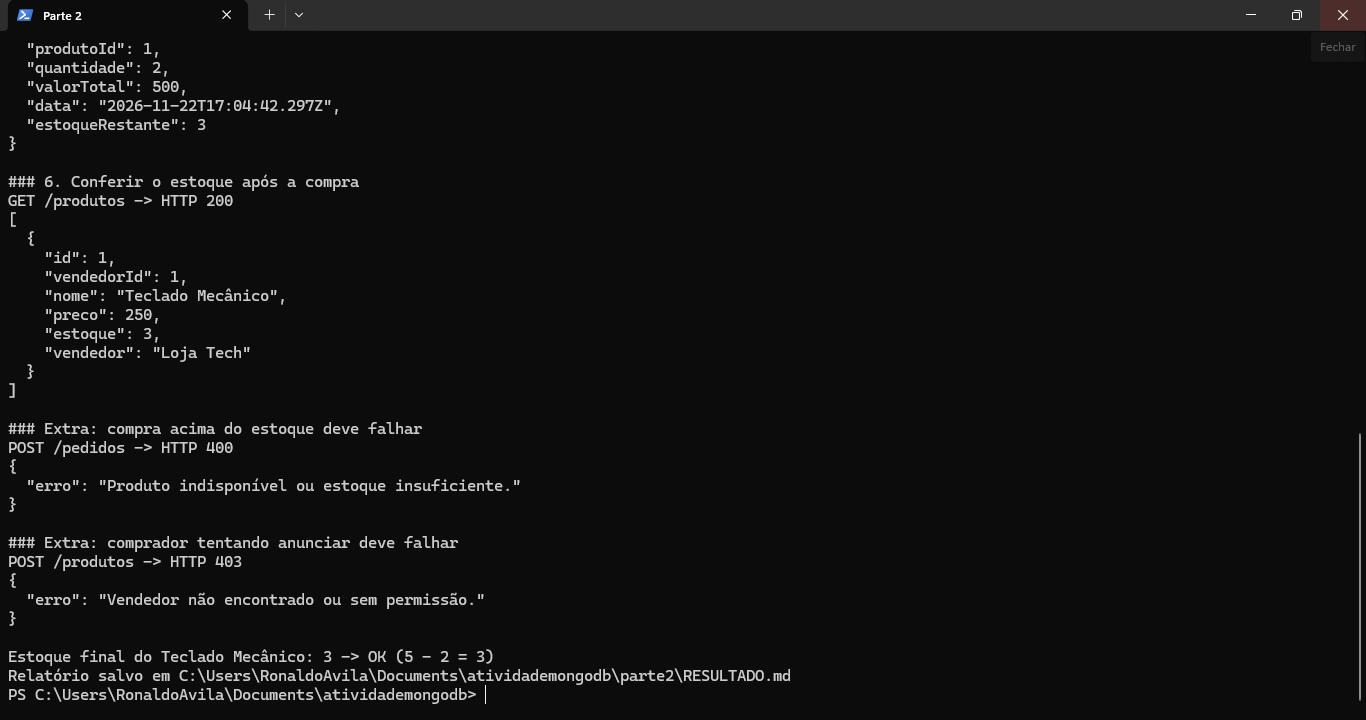 Parte 2
Fechar
"produtoId": 1,
"quantidade": 2,
"valorTotal": 500,
"data": "2026-11-22T17:04:42.297Z",
"estoqueRestante": 3
}
### 6. Conferir o estoque após a compra
GET /produtos -> HTTP 200
[
{
"id": 1,
"vendedorId": 1,
"nome": "Teclado Mecânico",
"preco": 250,
"estoque": 3,
"vendedor": "Loja Tech"
}
]
### Extra: compra acima do estoque deve falhar
POST /pedidos -> HTTP 400
{
"erro": "Produto indisponível ou estoque insuficiente."
}
### Extra: comprador tentando anunciar deve falhar
POST /produtos -> HTTP 403
{
"erro": "Vendedor não encontrado ou sem permissão."
}
Estoque final do Teclado Mecânico: 3 -> OK (5 - 2 = 3)
Relatório salvo em C:\Users\RonaldoAvila\Documents\atividademongodb\parte2\RESULTADO.md
PS C:\Users\RonaldoAvila\Documents\atividademongodb>